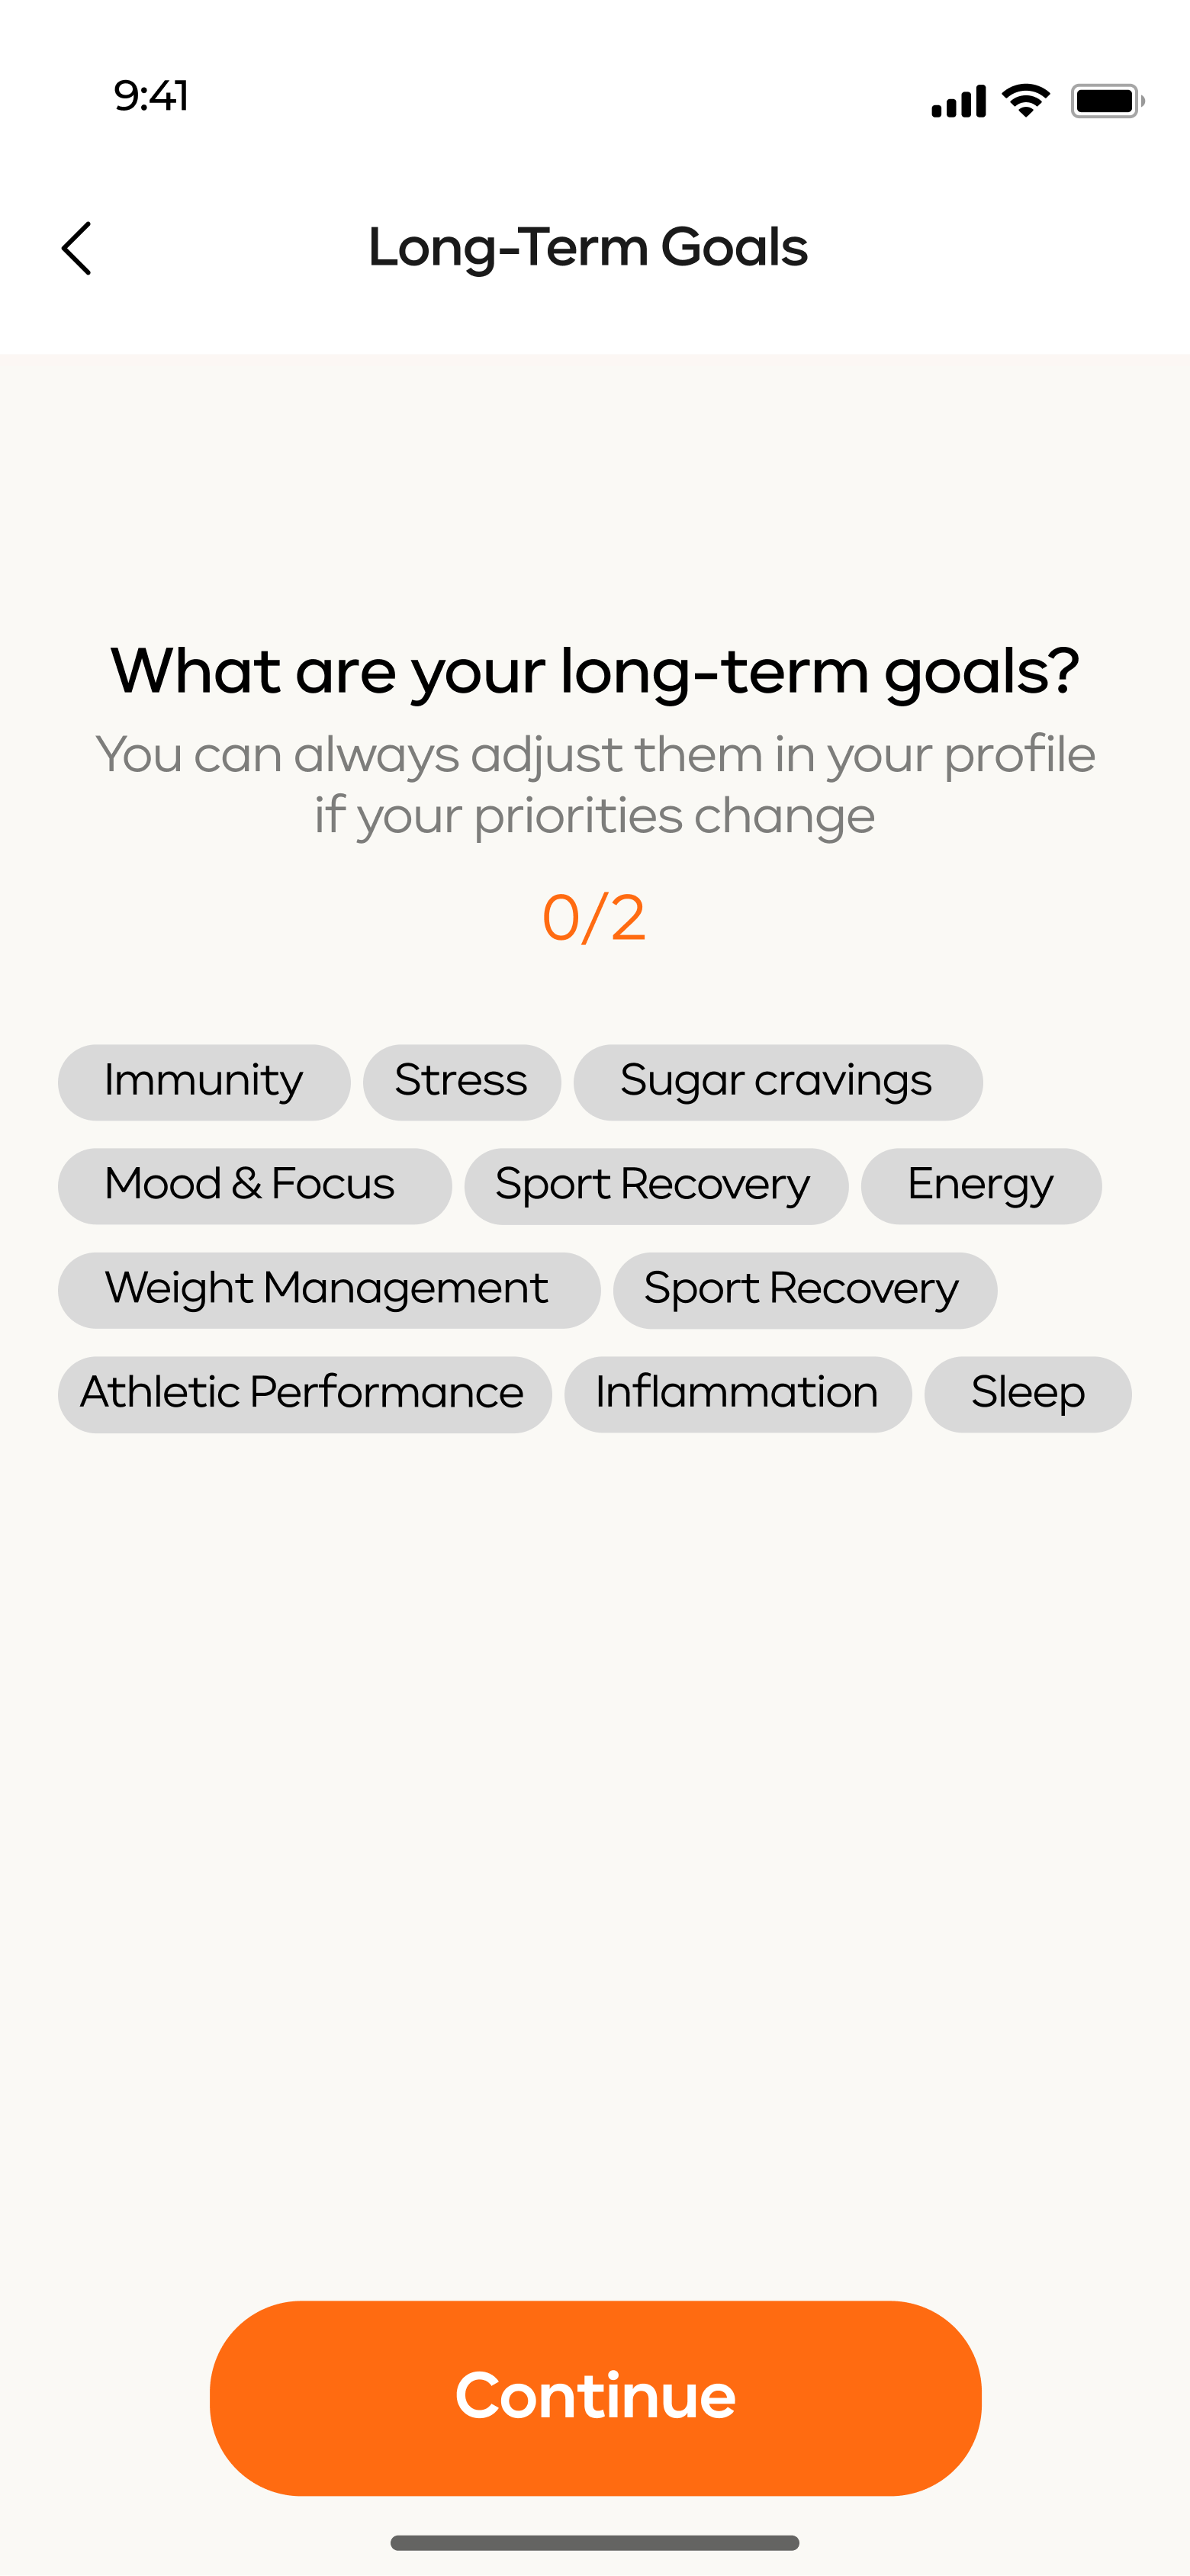 9:41
Long-Term Goals
What are your long-term goals?
You can always adjust them in your profile
if your priorities change
0/2
Immunity Stress Sugar cravings
Mood & Focus Sport Recovery Energy
Weight Management Sport Recovery
Athletic Performance Inflammation Sleep
Continue